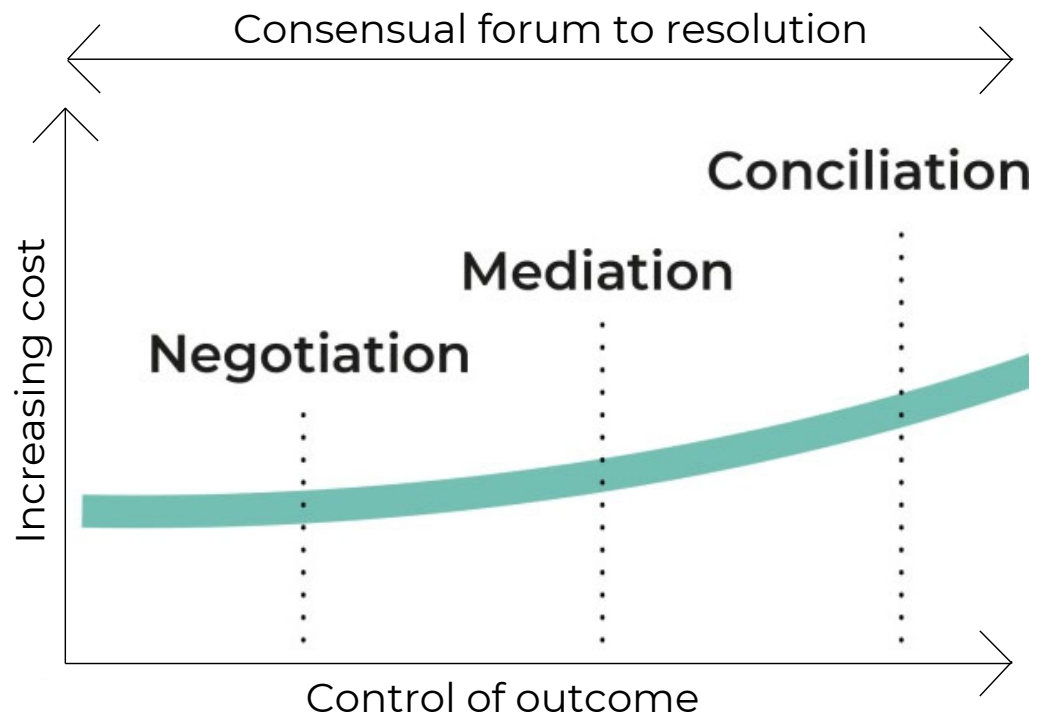 Consensual forum to resolution
Conciliation
Mediation
Negotiation
Increasing cost
Control of outcome